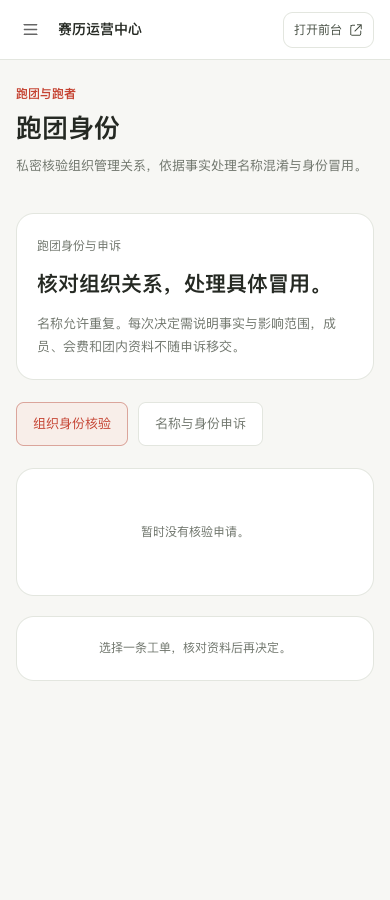 赛历运营中心
打开前台
跑团与跑者
跑团身份
私密核验组织管理关系，依据事实处理名称混淆与身份冒用。
跑团身份与申诉
核对组织关系，处理具体冒用。
名称允许重复。每次决定需说明事实与影响范围，成
员、会费和团内资料不随申诉移交。
组织身份核验
名称与身份申诉
暂时没有核验申请。
选择一条工单，核对资料后再决定。